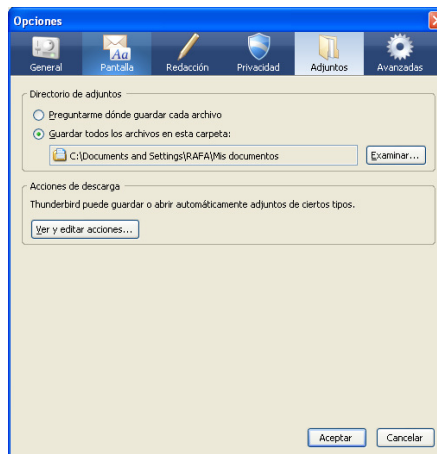 Opciones
General
Pantalla
Redacción
Privacidad
Adjuntos
Avanzadas
Directorio de adjuntos
Preguntarme dónde guardar cada archivo
Guardar todos los archivos en esta carpeta:
C:\Documents and Settings\RAFA\Mis documentos
Examinar...
Acciones de descarga
Thunderbird puede guardar o abrir automáticamente adjuntos de ciertos tipos.
Ver y editar acciones...
Aceptar
Cancelar